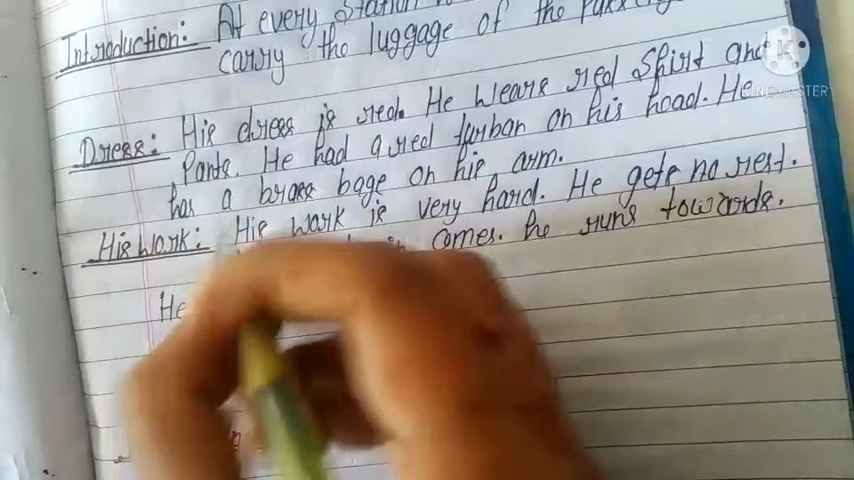 Introduction: At every Station
carry the luggage of the
K
KINEMASTER
Dress: His dress is red. He wears red Shirt and
Pants. He had a red turban on his head. He
has a brass bage on his arm.
His work: His work is very hard. He gets no rest.
comes. he runs towards.
He